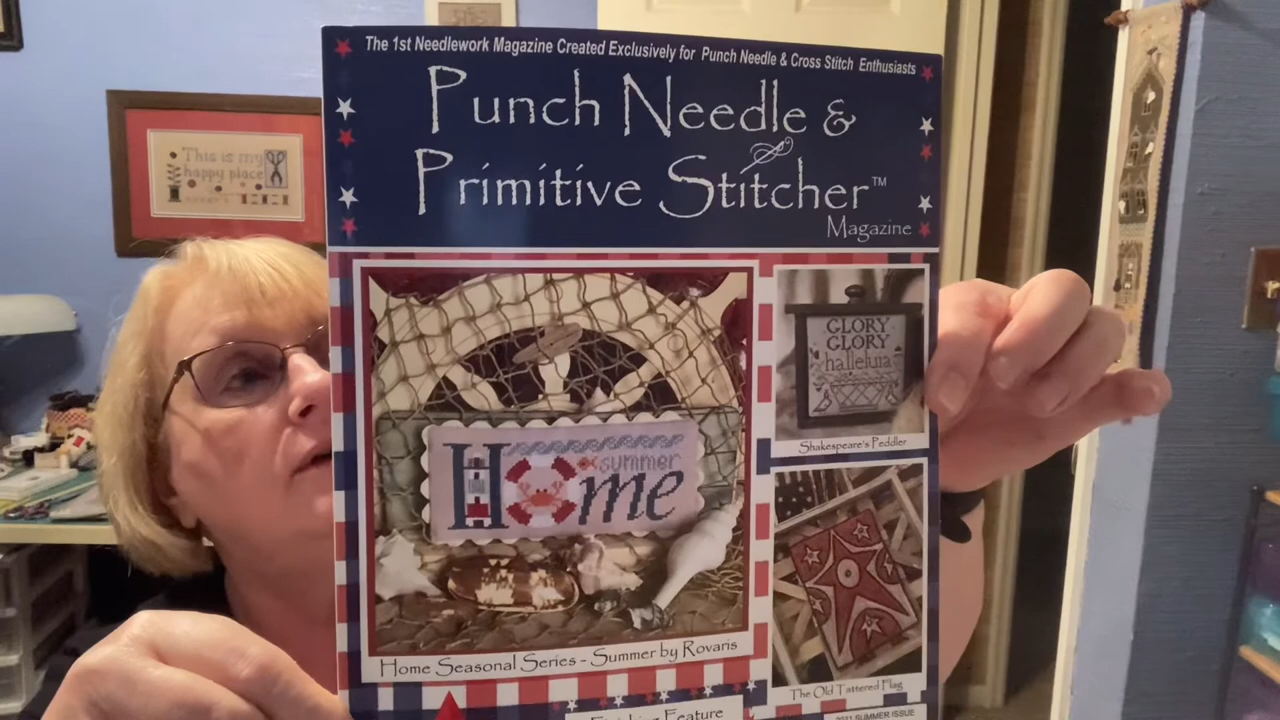 The 1st Needlework Magazine Created Exclusively for Punch Needle & Cross Stitch Enthusiasts
Punch Needle &
Primitive Stitcher™
Magazine
This is my
happy place
GLORY
GLORY
halleluia
Shakespeare's Peddler
summer
Home
Home Seasonal Series - Summer by Rovaris
The Old Tattered Flag
Finishing Feature
2021 SUMMER ISSUE